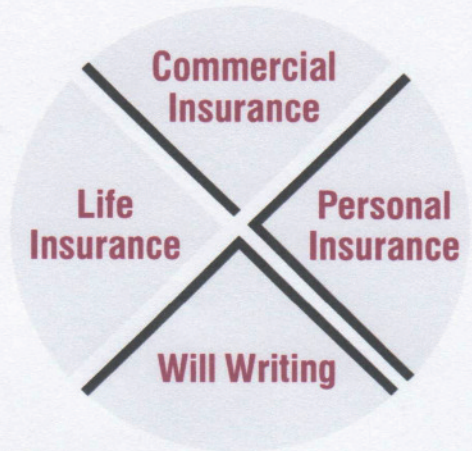 Commercial
Insurance
Life
Insurance
Personal
Insurance
Will Writing